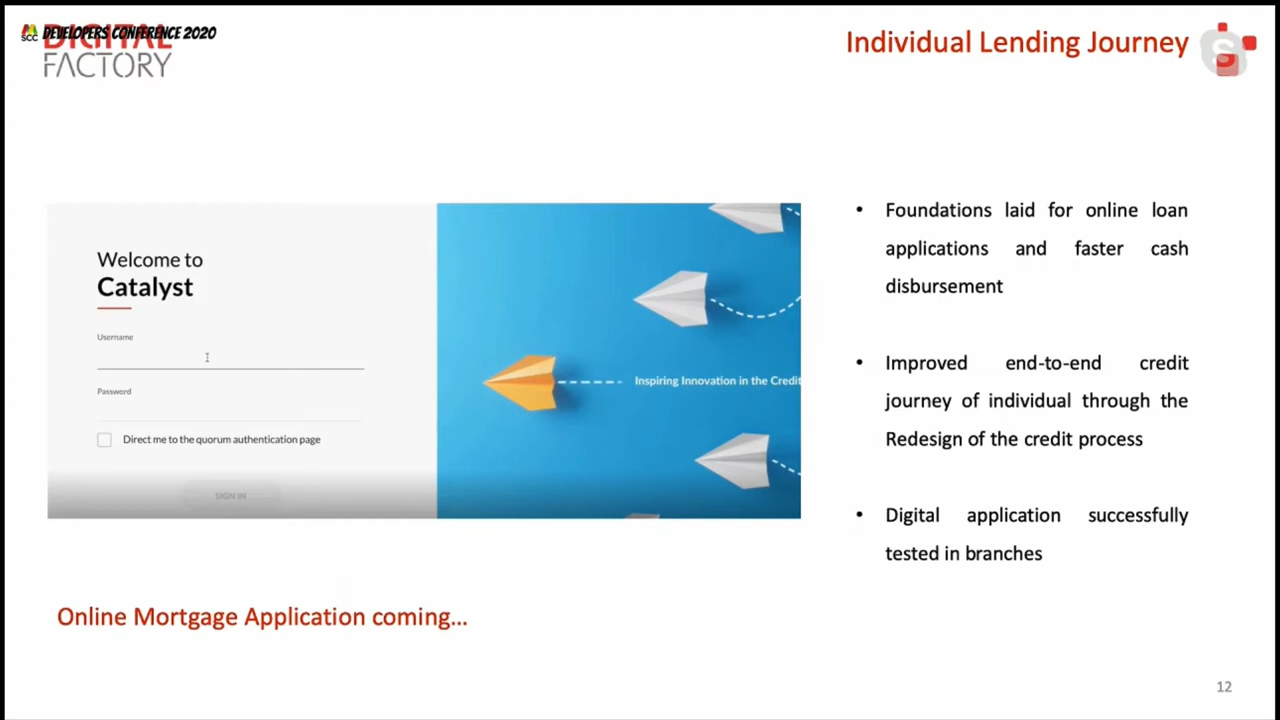 SCC DEVELOPERS CONFERENCE 2020
DIGITAL
FACTORY
Individual Lending Journey
S
Welcome to
Catalyst
Username
Password
Direct me to the quorum authentication page
SIGN IN
Inspiring Innovation in the Credit
• Foundations laid for online loan
applications and faster cash
disbursement
• Improved end-to-end credit
journey of individual through the
Redesign of the credit process
• Digital application successfully
tested in branches
Online Mortgage Application coming...
12